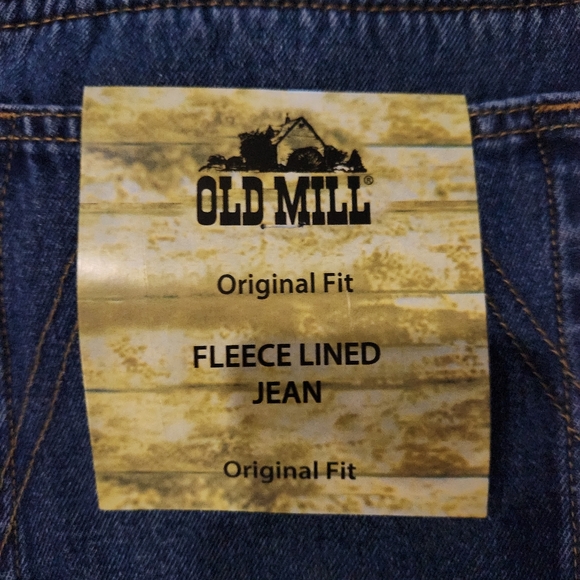 OLD MILL®
Original Fit
FLEECE LINED
JEAN
Original Fit